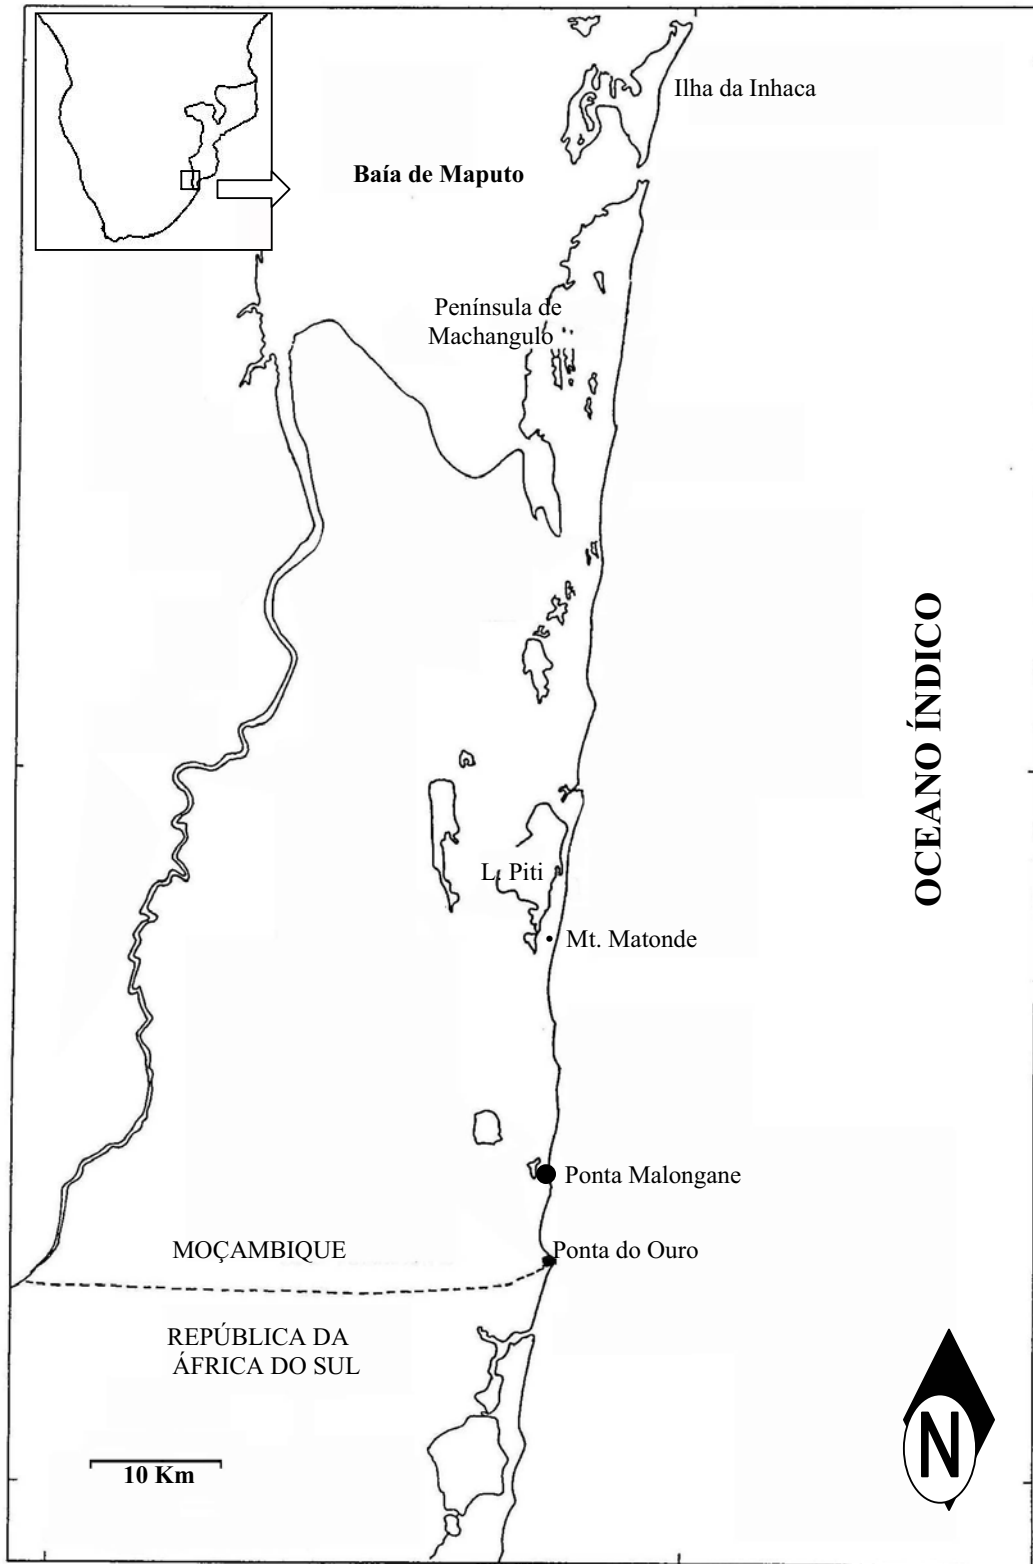 Ilha da Inhaca
Baía de Maputo
Península de
Machangulo
OCEANO ÍNDICO
L. Piti
Mt. Matonde
Ponta Malongane
Ponta do Ouro
MOÇAMBIQUE
REPÚBLICA DA
ÁFRICA DO SUL
10 Km
N